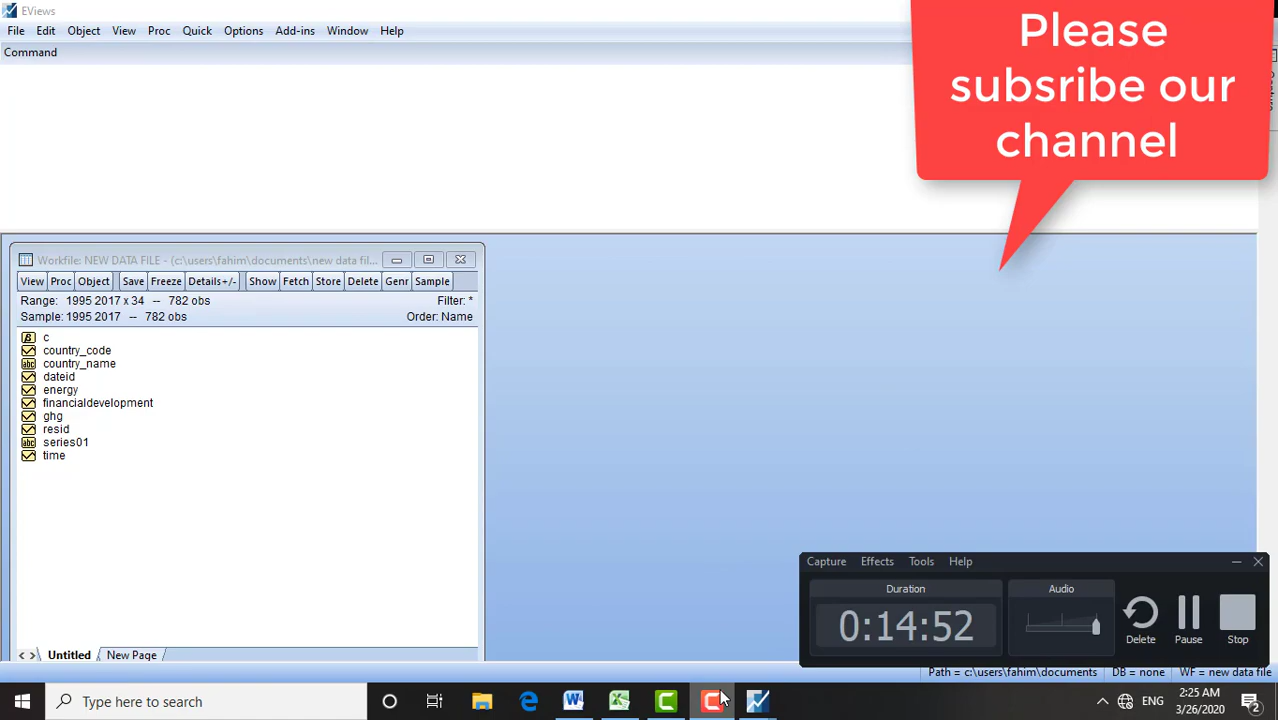 EViews
File Edit Object View Proc Quick Options Add-ins Window Help
Command
Please
subsribe our
channel
Workfile: NEW DATA FILE - (c:\users\fahim\documents\new data fil...
View Proc Object Save Freeze Details+/- Show Fetch Store Delete Genr Sample
Range: 1995 2017 x 34 -- 782 obs Filter: *
Sample: 1995 2017 -- 782 obs Order: Name
c
country_code
country_name
dateid
energy
financialdevelopment
ghg
resid
series01
time
Untitled New Page
Capture Effects Tools Help
Duration Audio
0:14:52
Delete Pause Stop
Path = c:\users\fahim\documents DB = none WF = new data file
Type here to search
ENG
2:25 AM
3/26/2020
2